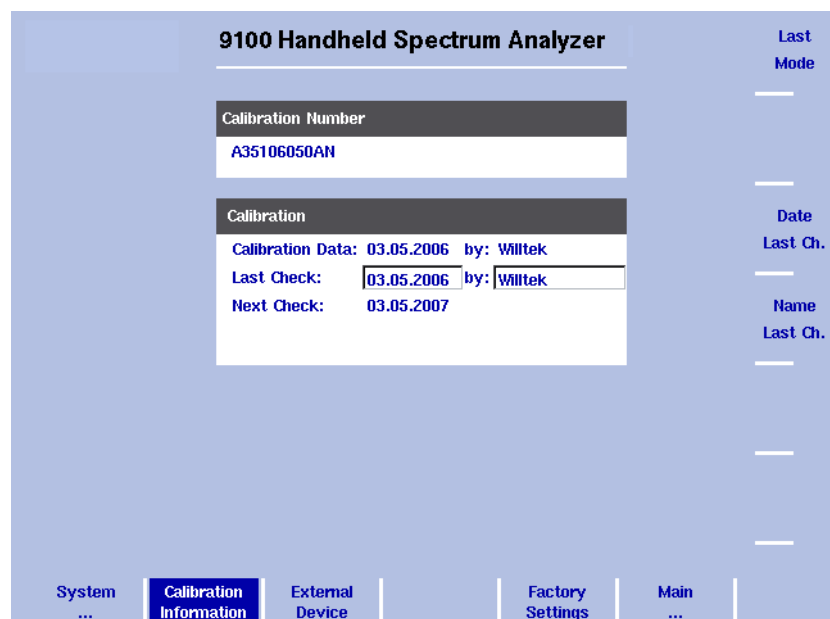 9100 Handheld Spectrum Analyzer
Last
Mode
Calibration Number
A35106050AN
Calibration
Calibration Data: 03.05.2006 by: Willtek
Last Check: 03.05.2006 by: Willtek
Next Check: 03.05.2007
Date
Last Ch.
Name
Last Ch.
System
...
Calibration
Information
External
Device
Factory
Settings
Main
...